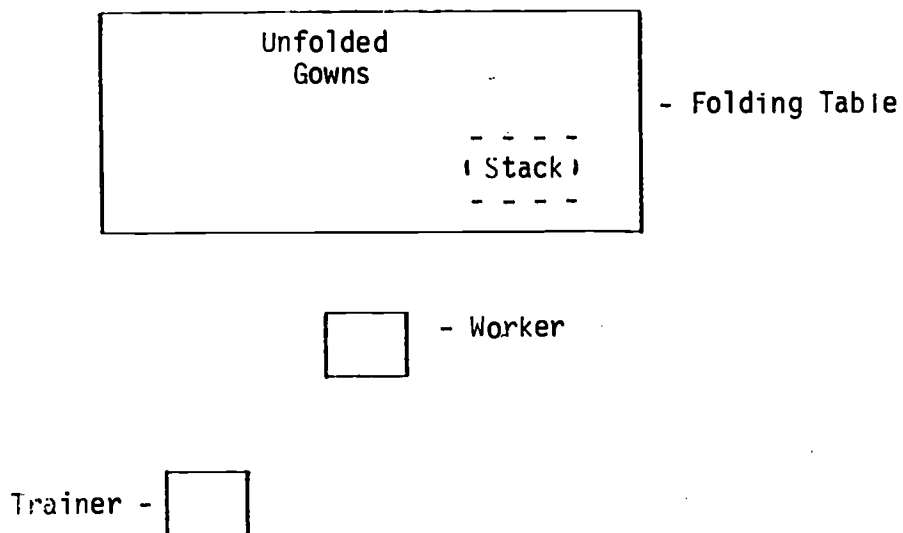 Unfolded
Gowns
- Folding Table
Stack
- Worker
Trainer -